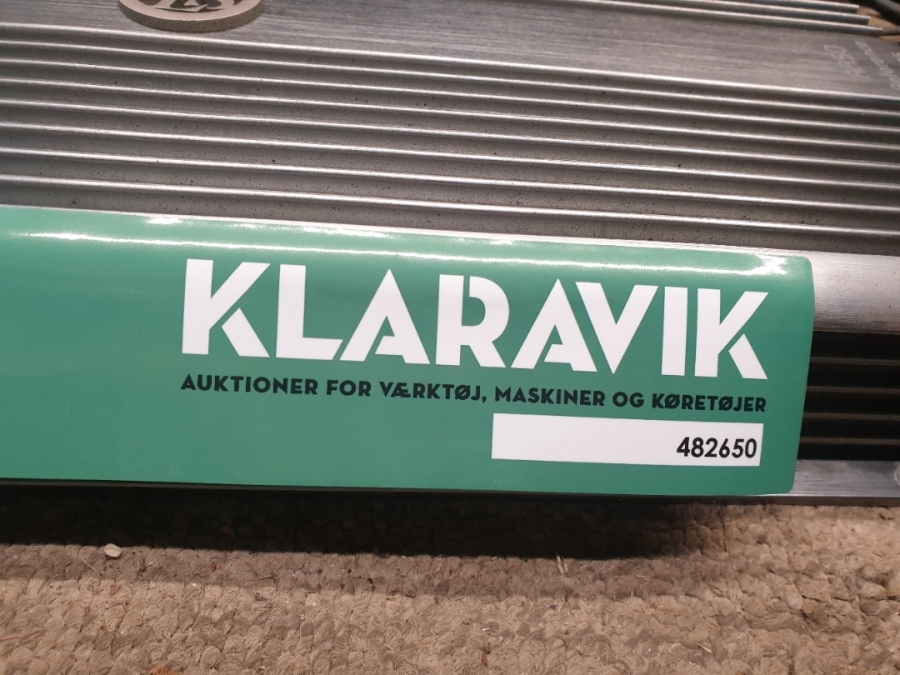 KLARAVIK
AUKTIONER FOR VÆRKTØJ, MASKINER OG KØRETØJER
482650